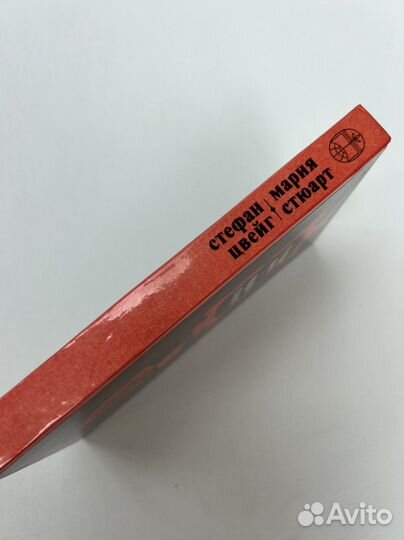 стефан
цвейг
мария
стюарт
Avito